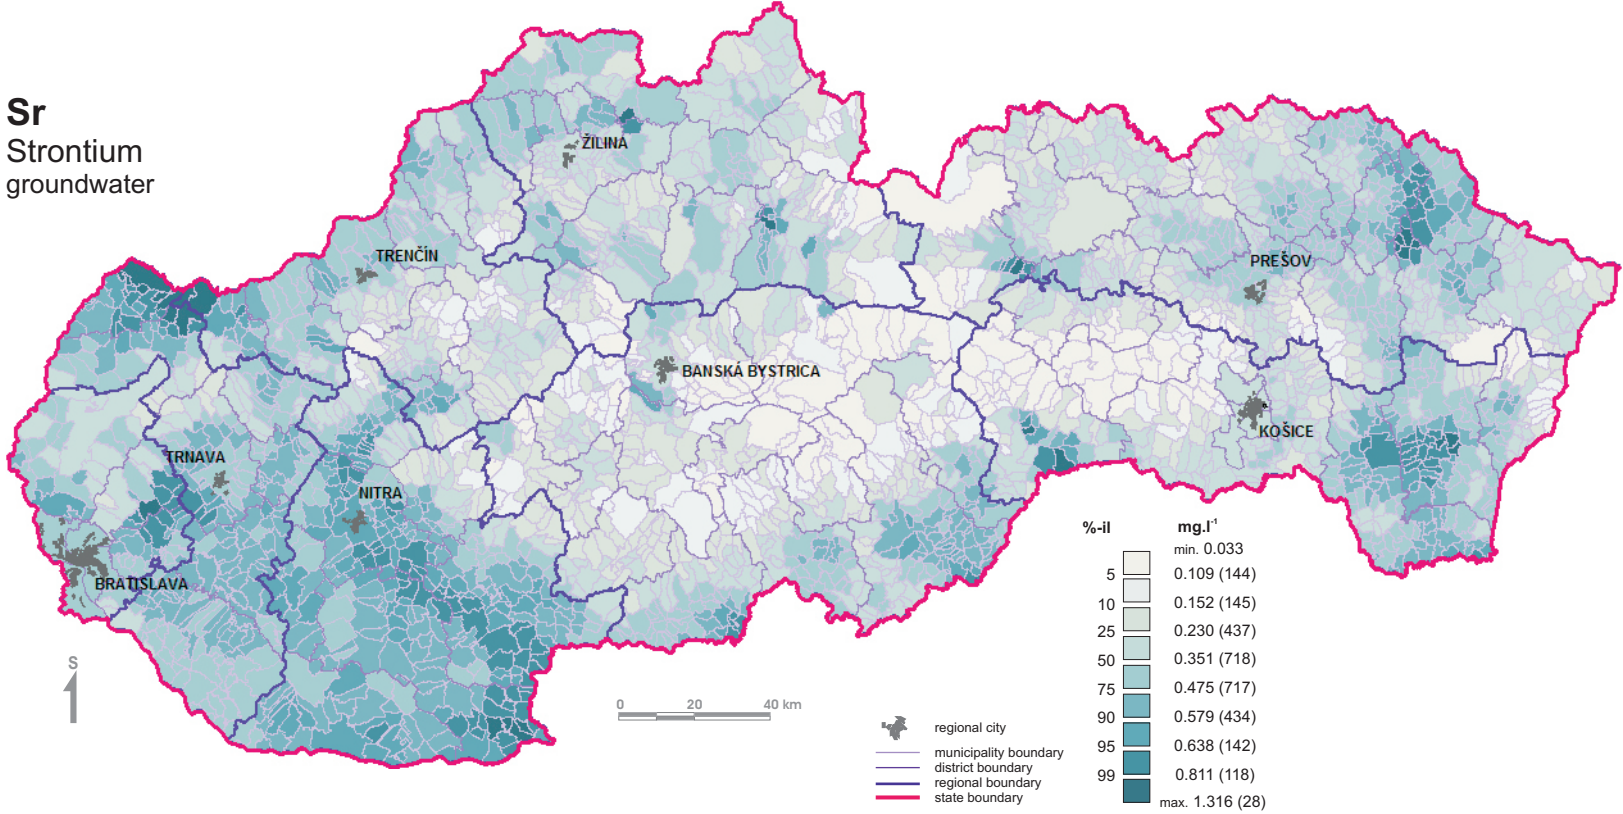 Sr
Strontium
groundwater
ŽILINA
TRENČÍN
PREŠOV
BANSKÁ BYSTRICA
KOŠICE
TRNAVA
NITRA
BRATISLAVA
S
0 20 40 km
regional city
municipality boundary
district boundary
regional boundary
state boundary
%-il mg.l⁻¹
min. 0.033
5 0.109 (144)
10 0.152 (145)
25 0.230 (437)
50 0.351 (718)
75 0.475 (717)
90 0.579 (434)
95 0.638 (142)
99 0.811 (118)
max. 1.316 (28)